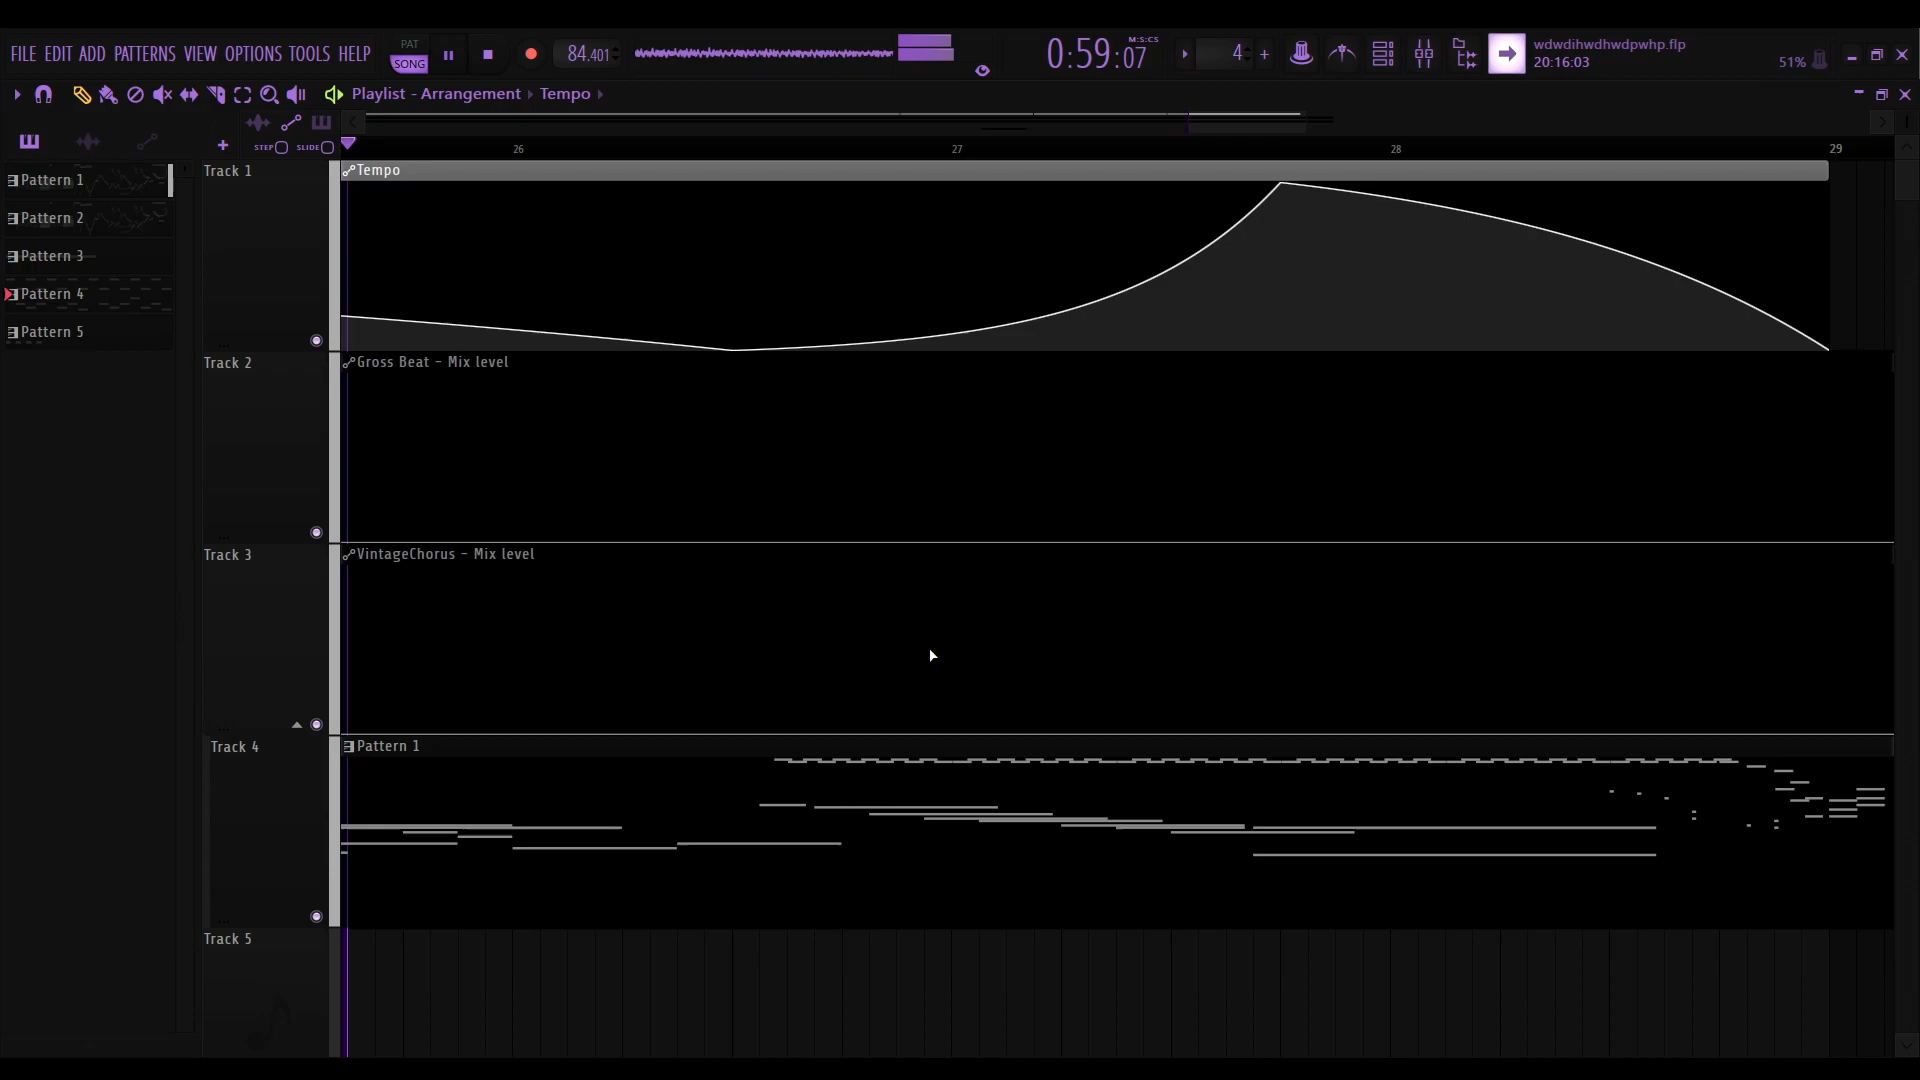 FILE EDIT ADD PATTERNS VIEW OPTIONS TOOLS HELP
PAT
SONG
84.401
0:59:07
M:S:CS
4
wdwdihwdhwdpwhp.flp
20:16:03
51%
Playlist - Arrangement Tempo
STEP SLIDE
26 27 28 29
Pattern 1
Pattern 2
Pattern 3
Pattern 4
Pattern 5
Track 1
Tempo
Track 2
Gross Beat - Mix level
Track 3
VintageChorus - Mix level
Track 4
Pattern 1
Track 5